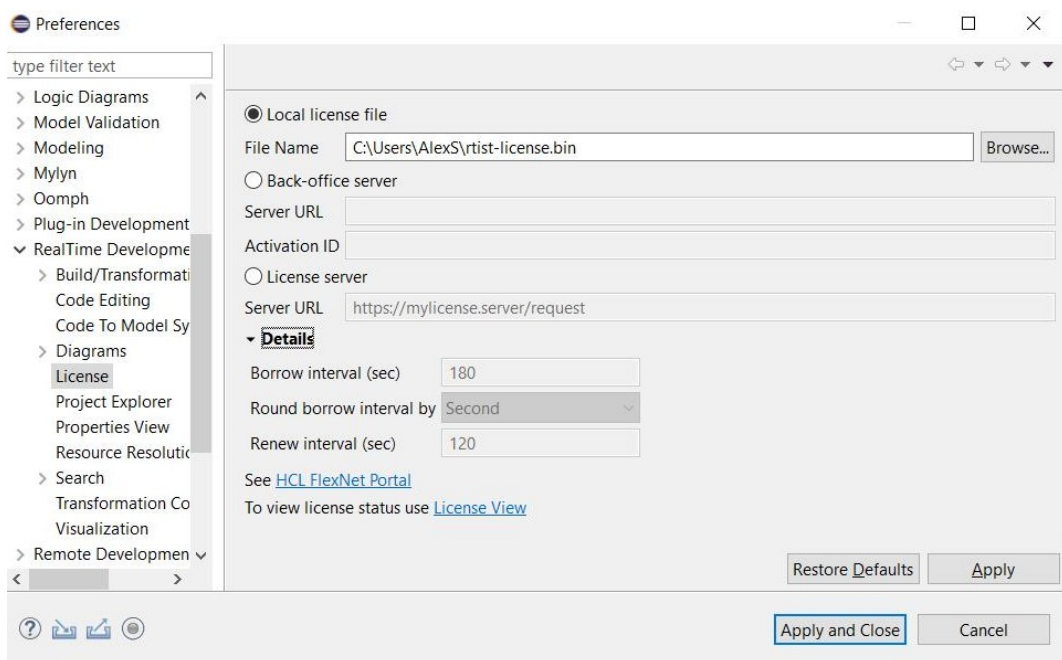 Preferences
type filter text
Logic Diagrams
Model Validation
Modeling
Mylyn
Oomph
Plug-in Development
RealTime Developme
Build/Transformati
Code Editing
Code To Model Sy
Diagrams
License
Project Explorer
Properties View
Resource Resolutic
Search
Transformation Co
Visualization
Remote Developmen
Local license file
File Name C:\Users\AlexS\rtist-license.bin Browse...
Back-office server
Server URL
Activation ID
License server
Server URL https://mylicense.server/request
Details
Borrow interval (sec) 180
Round borrow interval by Second
Renew interval (sec) 120
See HCL FlexNet Portal
To view license status use License View
Restore Defaults Apply
Apply and Close Cancel